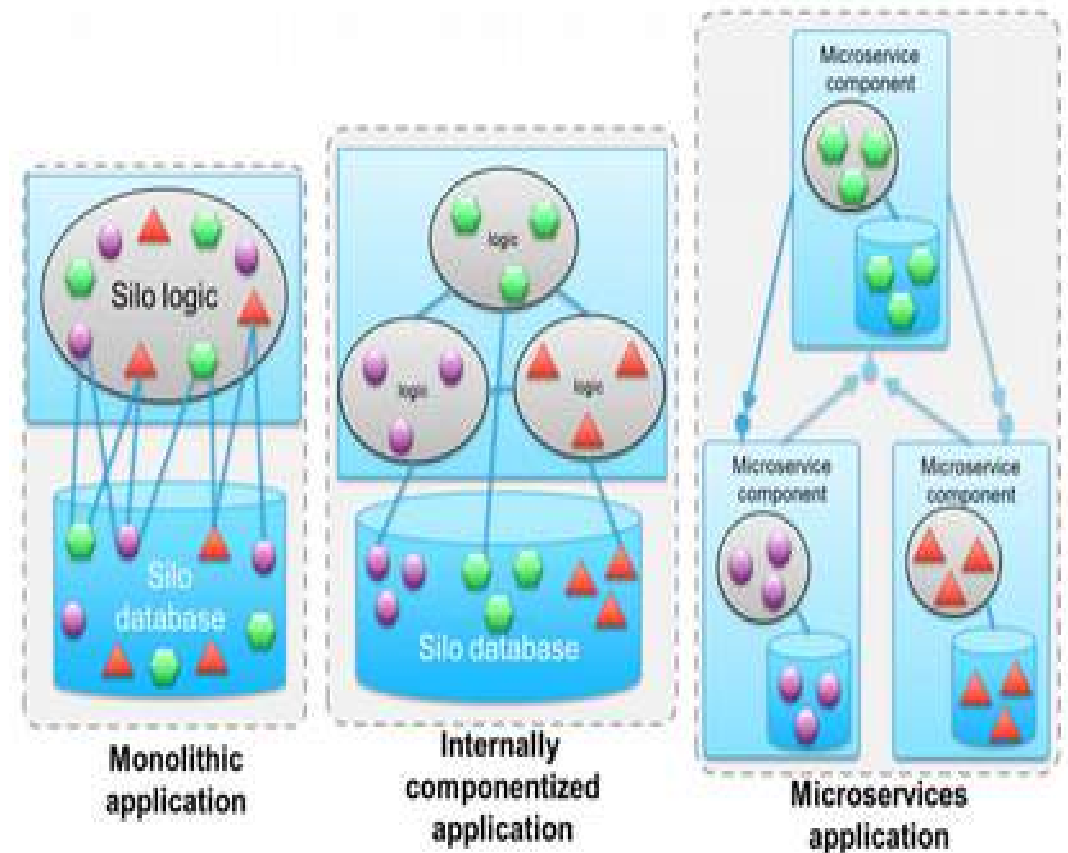 Silo logic
Silo
database
Monolithic
application
logic
logic
logic
Silo database
Internally
componentized
application
Microservice
component
Microservice
component
Microservice
component
Microservices
application